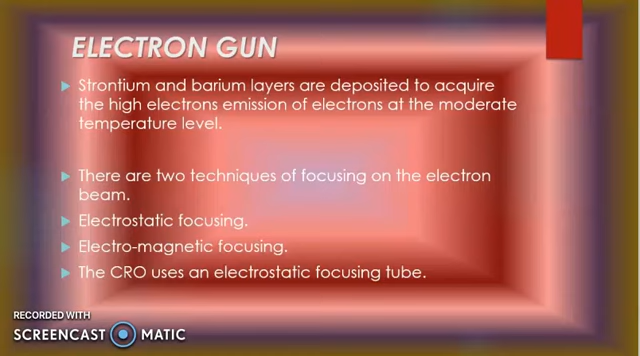 ELECTRON GUN
Strontium and barium layers are deposited to acquire
the high electrons emission of electrons at the moderate
temperature level.
There are two techniques of focusing on the electron
beam.
Electrostatic focusing.
Electro-magnetic focusing.
The CRO uses an electrostatic focusing tube.
RECORDED WITH
SCREENCAST MATIC